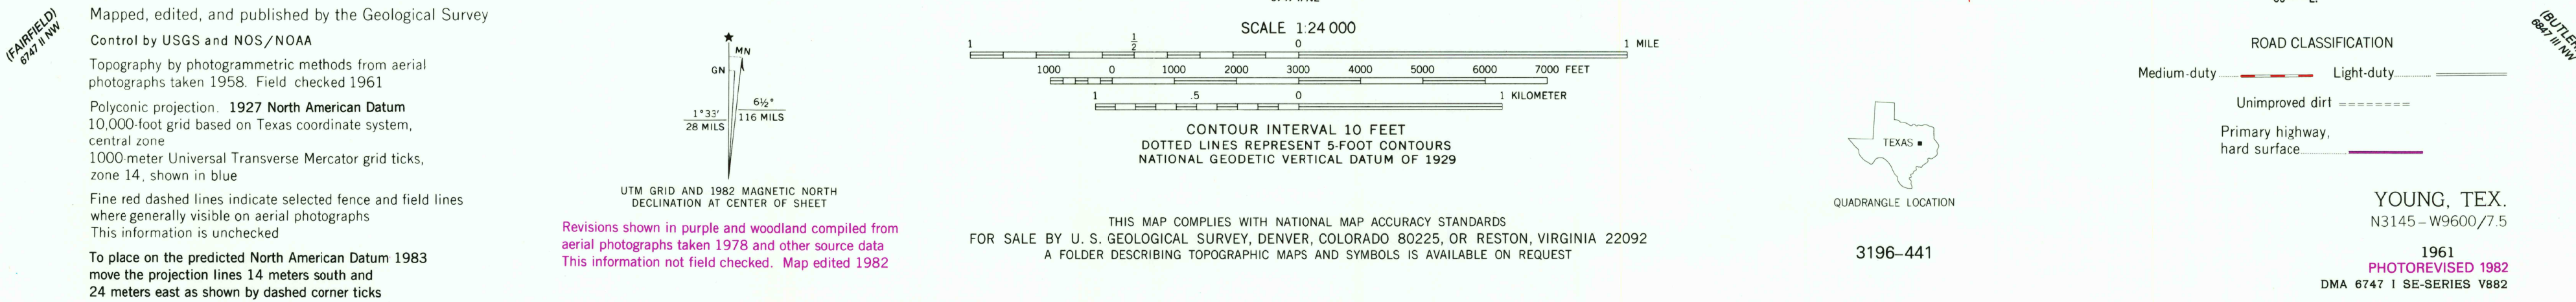 (FAIRFIELD)
6747 II NW
Mapped, edited, and published by the Geological Survey
Control by USGS and NOS/NOAA
Topography by photogrammetric methods from aerial
photographs taken 1958. Field checked 1961
Polyconic projection. 1927 North American Datum
10,000-foot grid based on Texas coordinate system,
central zone
1000-meter Universal Transverse Mercator grid ticks,
zone 14, shown in blue
Fine red dashed lines indicate selected fence and field lines
where generally visible on aerial photographs
This information is unchecked
To place on the predicted North American Datum 1983
move the projection lines 14 meters south and
24 meters east as shown by dashed corner ticks
★
MN
GN
1°33′
28 MILS
6½°
116 MILS
UTM GRID AND 1982 MAGNETIC NORTH
DECLINATION AT CENTER OF SHEET
Revisions shown in purple and woodland compiled from
aerial photographs taken 1978 and other source data
This information not field checked. Map edited 1982
SCALE 1:24 000
1 ½ 0 1 MILE
1000 0 1000 2000 3000 4000 5000 6000 7000 FEET
1 .5 0 1 KILOMETER
CONTOUR INTERVAL 10 FEET
DOTTED LINES REPRESENT 5-FOOT CONTOURS
NATIONAL GEODETIC VERTICAL DATUM OF 1929
THIS MAP COMPLIES WITH NATIONAL MAP ACCURACY STANDARDS
FOR SALE BY U. S. GEOLOGICAL SURVEY, DENVER, COLORADO 80225, OR RESTON, VIRGINIA 22092
A FOLDER DESCRIBING TOPOGRAPHIC MAPS AND SYMBOLS IS AVAILABLE ON REQUEST
TEXAS
QUADRANGLE LOCATION
3196-441
ROAD CLASSIFICATION
Medium-duty Light-duty
Unimproved dirt
Primary highway,
hard surface
YOUNG, TEX.
N3145-W9600/7.5
1961
PHOTOREVISED 1982
DMA 6747 I SE-SERIES V882
(BUTLER
6847 III NW